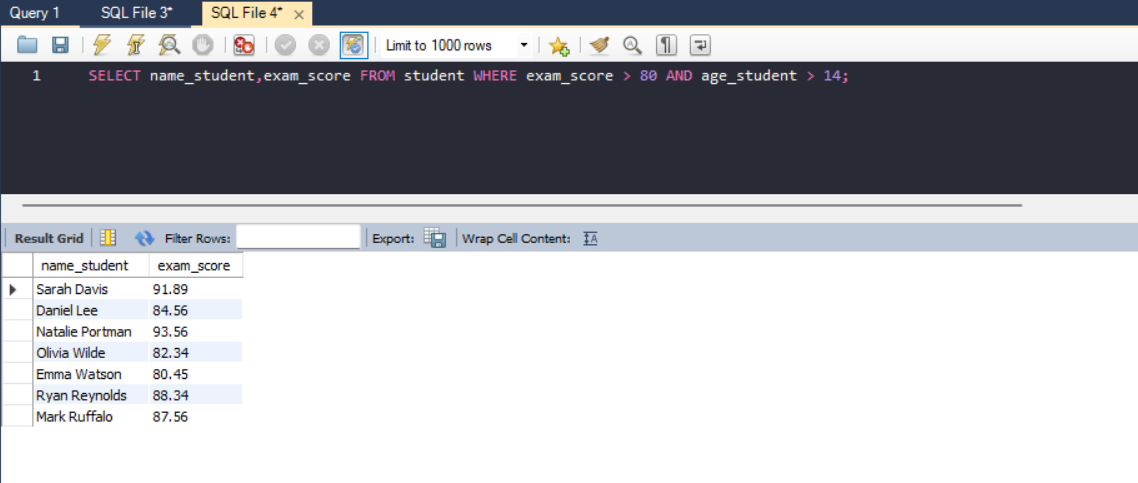 Query 1 SQL File 3* SQL File 4* ×
Limit to 1000 rows
1 SELECT name_student,exam_score FROM student WHERE exam_score > 80 AND age_student > 14;
Result Grid Filter Rows: Export: Wrap Cell Content: IA
name_student exam_score
Sarah Davis 91.89
Daniel Lee 84.56
Natalie Portman 93.56
Olivia Wilde 82.34
Emma Watson 80.45
Ryan Reynolds 88.34
Mark Ruffalo 87.56